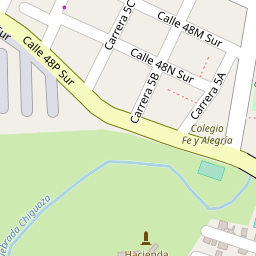 Calle 48M Sur
Carrera 5C
Sur
Calle 48P Sur
Calle 48N Sur
Carrera 5B
Carrera 5A
Colegio
Fe y Alegría
Quebrada Chiguaza
Hacienda